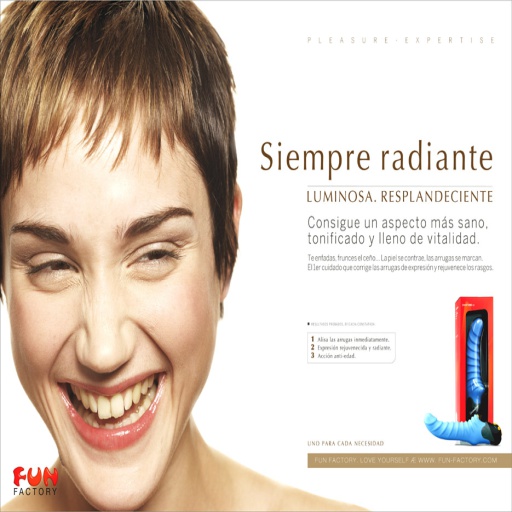 PLEASURE-EXPERTISE
Siempre radiante
LUMINOSA. RESPLANDECIENTE
Consigue un aspecto más sano,
tonificado y lleno de vitalidad.
Te enfadas, frunces el ceño... La piel se contrae, las arrugas se marcan.
El 1er cuidado que corrige las arrugas de expresión y rejuvenece los rasgos.
1 Alisa las arrugas inmediatamente.
2 Expresión rejuvenecida y radiante.
3 Acción anti-edad.
UNO PARA CADA NECESIDAD
FUN FACTORY. LOVE YOURSELF Æ WWW. FUN-FACTORY.COM
FUN
FACTORY